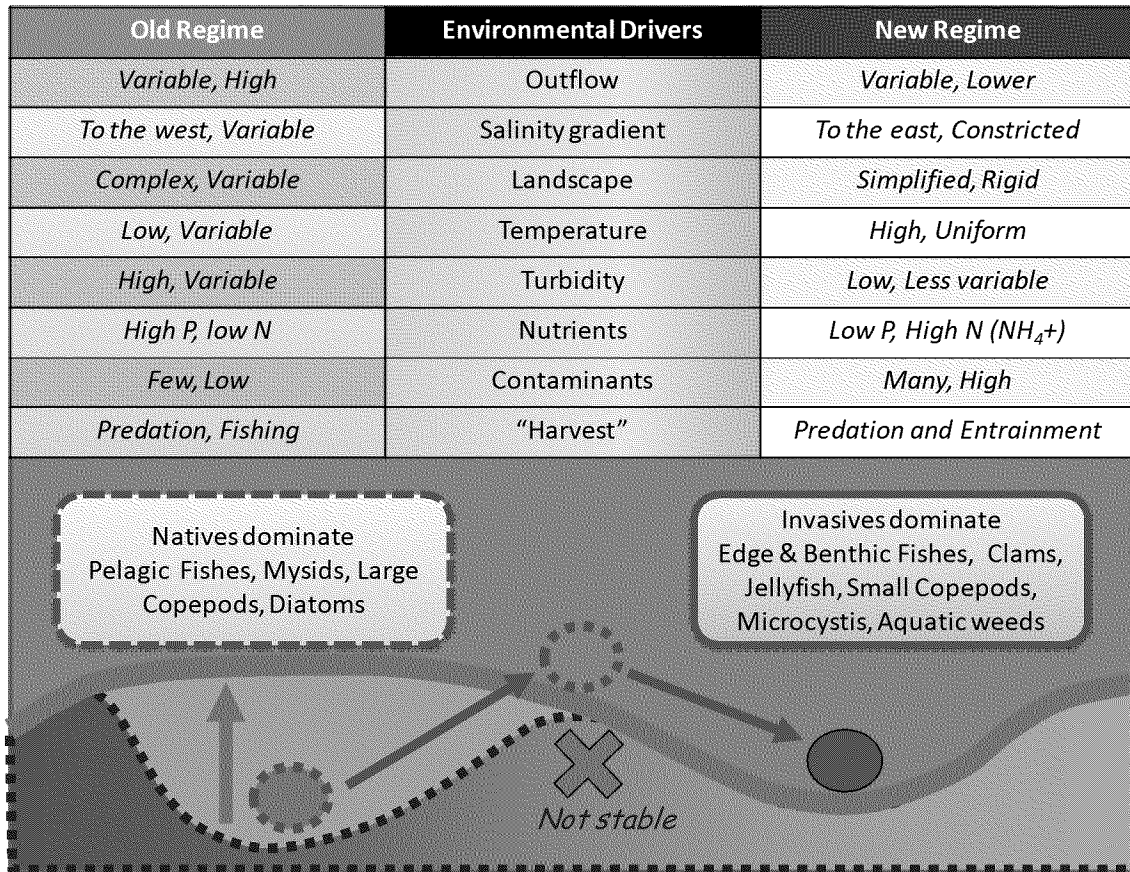 Old Regime Environmental Drivers New Regime
Variable, High Outflow Variable, Lower
To the west, Variable Salinity gradient To the east, Constricted
Complex, Variable Landscape Simplified, Rigid
Low, Variable Temperature High, Uniform
High, Variable Turbidity Low, Less variable
High P, low N Nutrients Low P, High N (NH₄+)
Few, Low Contaminants Many, High
Predation, Fishing “Harvest” Predation and Entrainment
Natives dominate
Pelagic Fishes, Mysids, Large
Copepods, Diatoms
Invasives dominate
Edge & Benthic Fishes, Clams,
Jellyfish, Small Copepods,
Microcystis, Aquatic weeds
Not stable